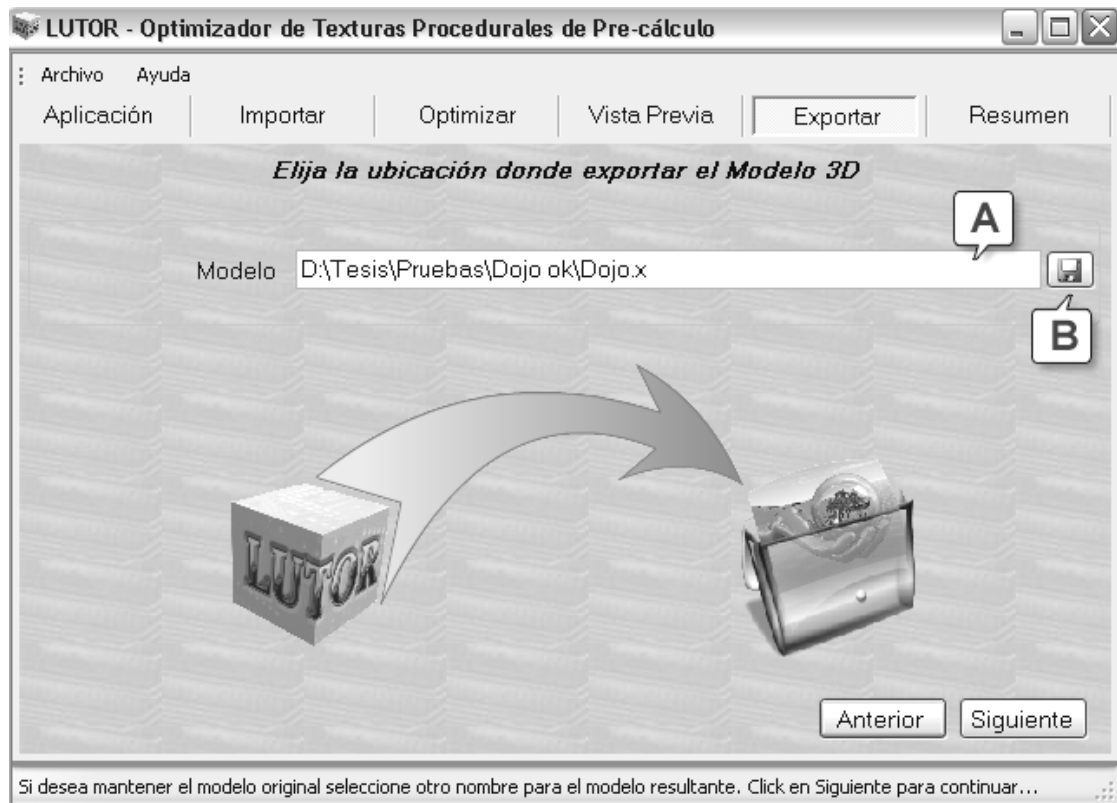 LUTOR - Optimizador de Texturas Procedurales de Pre-cálculo
Archivo Ayuda
Aplicación Importar Optimizar Vista Previa Exportar Resumen
Elija la ubicación donde exportar el Modelo 3D
A
Modelo D:\Tesis\Pruebas\Dojo ok\Dojo.x
B
LUTOR
Anterior Siguiente
Si desea mantener el modelo original seleccione otro nombre para el modelo resultante. Click en Siguiente para continuar...